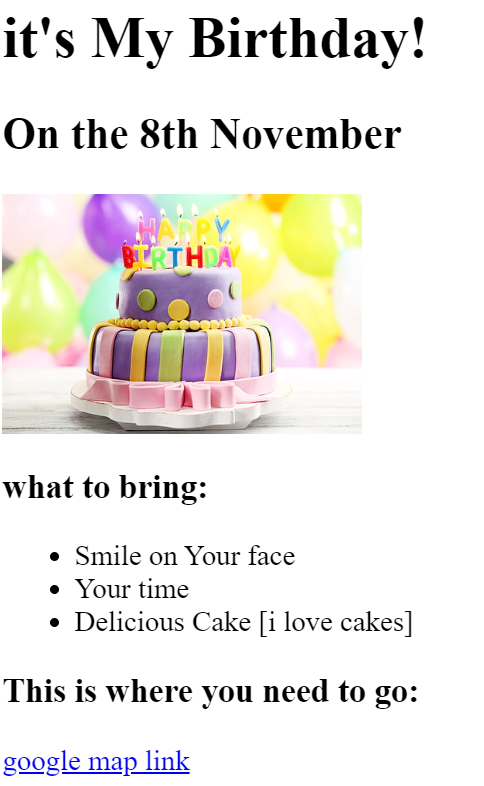 it's My Birthday!
On the 8th November
HAPPY
BIRTHDAY
what to bring:
Smile on Your face
Your time
Delicious Cake [i love cakes]
This is where you need to go:
google map link